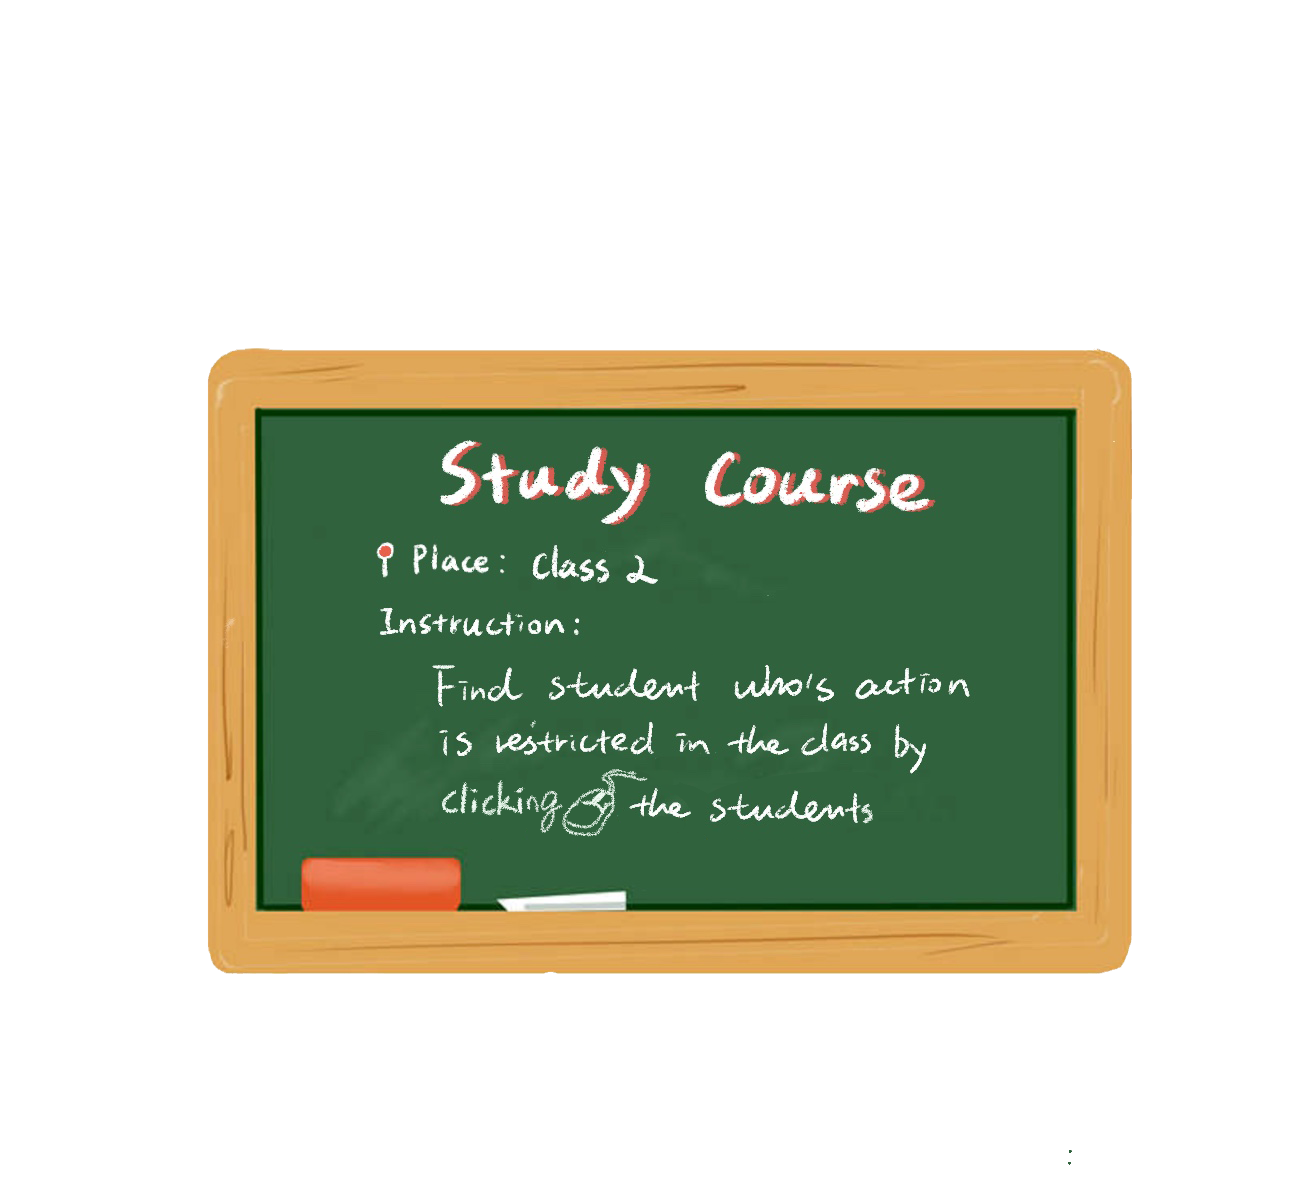 Study Course
Place: Class 2
Instruction:
Find student who's action
is restricted in the class by
clicking the students